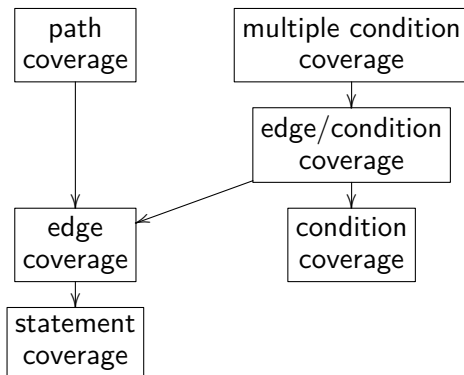 path
coverage
multiple condition
coverage
edge/condition
coverage
edge
coverage
condition
coverage
statement
coverage